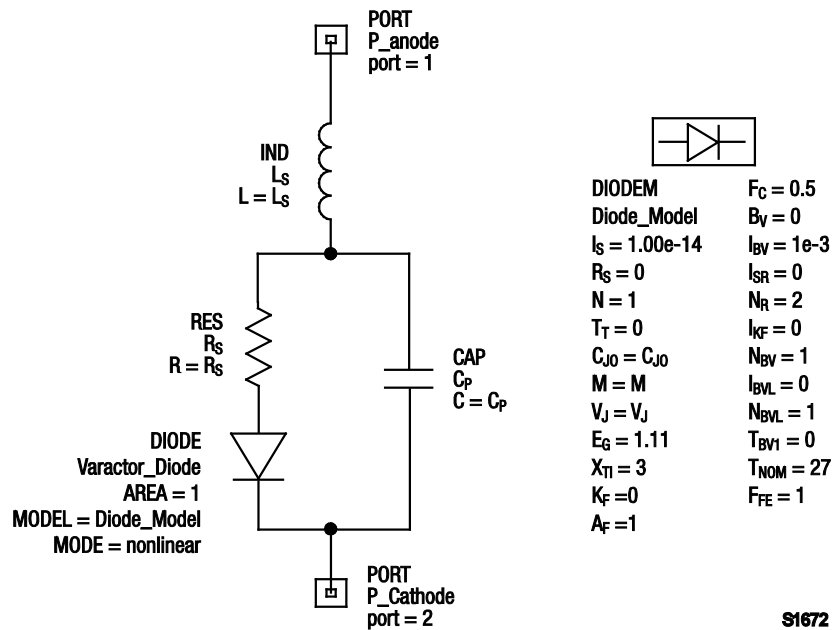 PORT
P_anode
port = 1
IND
LS
L = LS
RES
RS
R = RS
CAP
CP
C = CP
DIODE
Varactor_Diode
AREA = 1
MODEL = Diode_Model
MODE = nonlinear
PORT
P_Cathode
port = 2
DIODEM
Diode_Model
IS = 1.00e-14
RS = 0
N = 1
TT = 0
CJO = CJO
M = M
VJ = VJ
EG = 1.11
XTI = 3
KF =0
AF =1
FC = 0.5
BV = 0
IBV = 1e-3
ISR = 0
NR = 2
IKF = 0
NBV = 1
IBVL = 0
NBVL = 1
TBV1 = 0
TNOM = 27
FFE = 1
S1672